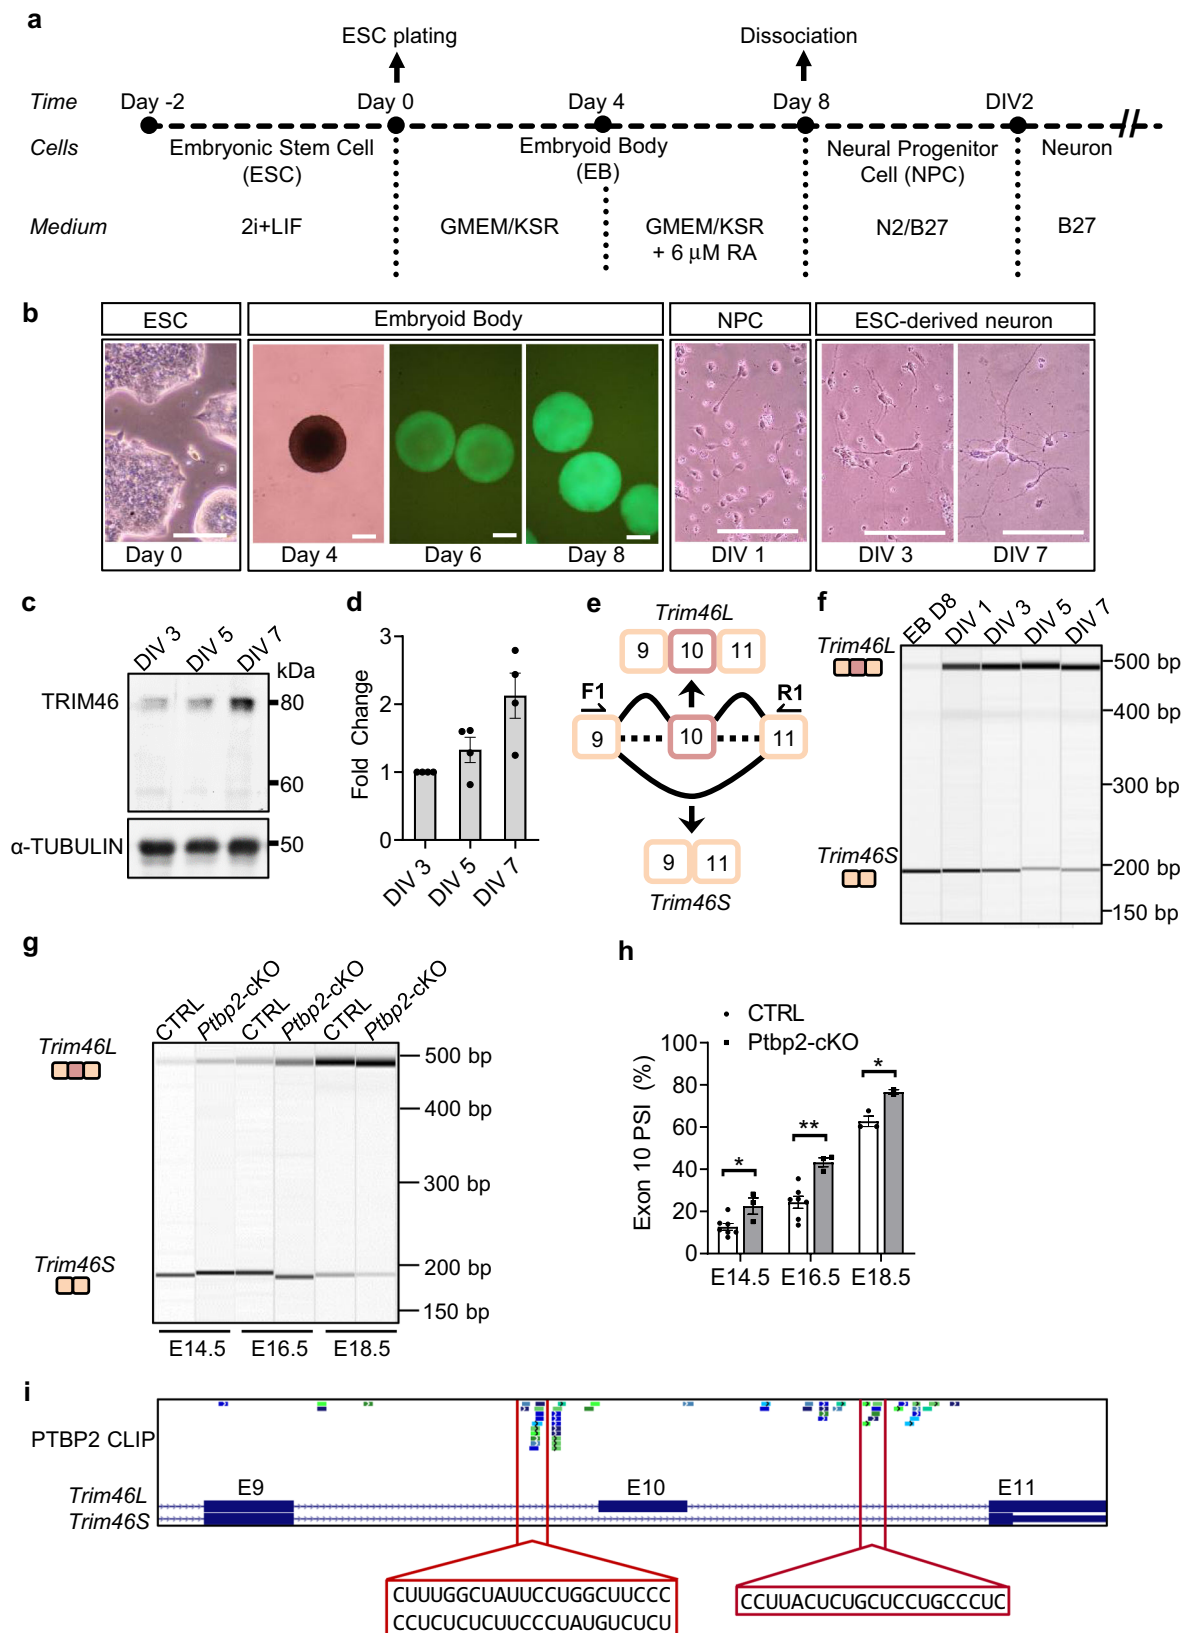 a
ESC plating
Dissociation
Time Day -2 Day 0 Day 4 Day 8 DIV2
Cells Embryonic Stem Cell (ESC) Embryoid Body (EB) Neural Progenitor Cell (NPC) Neuron
Medium 2i+LIF GMEM/KSR GMEM/KSR + 6 μM RA N2/B27 B27
b
ESC Embryoid Body NPC ESC-derived neuron
Day 0 Day 4 Day 6 Day 8 DIV 1 DIV 3 DIV 7
c
DIV 3 DIV 5 DIV 7 kDa
TRIM46 80
60
α-TUBULIN 50
d
Fold Change
3
2
1
0
DIV 3 DIV 5 DIV 7
e
Trim46L
9 10 11
F1 R1
9 10 11
9 11
Trim46S
f
EB D8 DIV 1 DIV 3 DIV 5 DIV 7
Trim46L 500 bp
400 bp
300 bp
Trim46S 200 bp
150 bp
g
CTRL Ptbp2-cKO CTRL Ptbp2-cKO CTRL Ptbp2-cKO
Trim46L 500 bp
400 bp
300 bp
Trim46S 200 bp
150 bp
E14.5 E16.5 E18.5
h
CTRL
Ptbp2-cKO
Exon 10 PSI (%)
100
80
60
40
20
0
* ** *
E14.5 E16.5 E18.5
i
PTBP2 CLIP
E9 E10 E11
Trim46L
Trim46S
CUUUGGCUAUUCCUGGCUUCCC
CCUCUCUCUUCCCUAUGUCUCU
CCUUACUCUGCUCCUGCCCUC